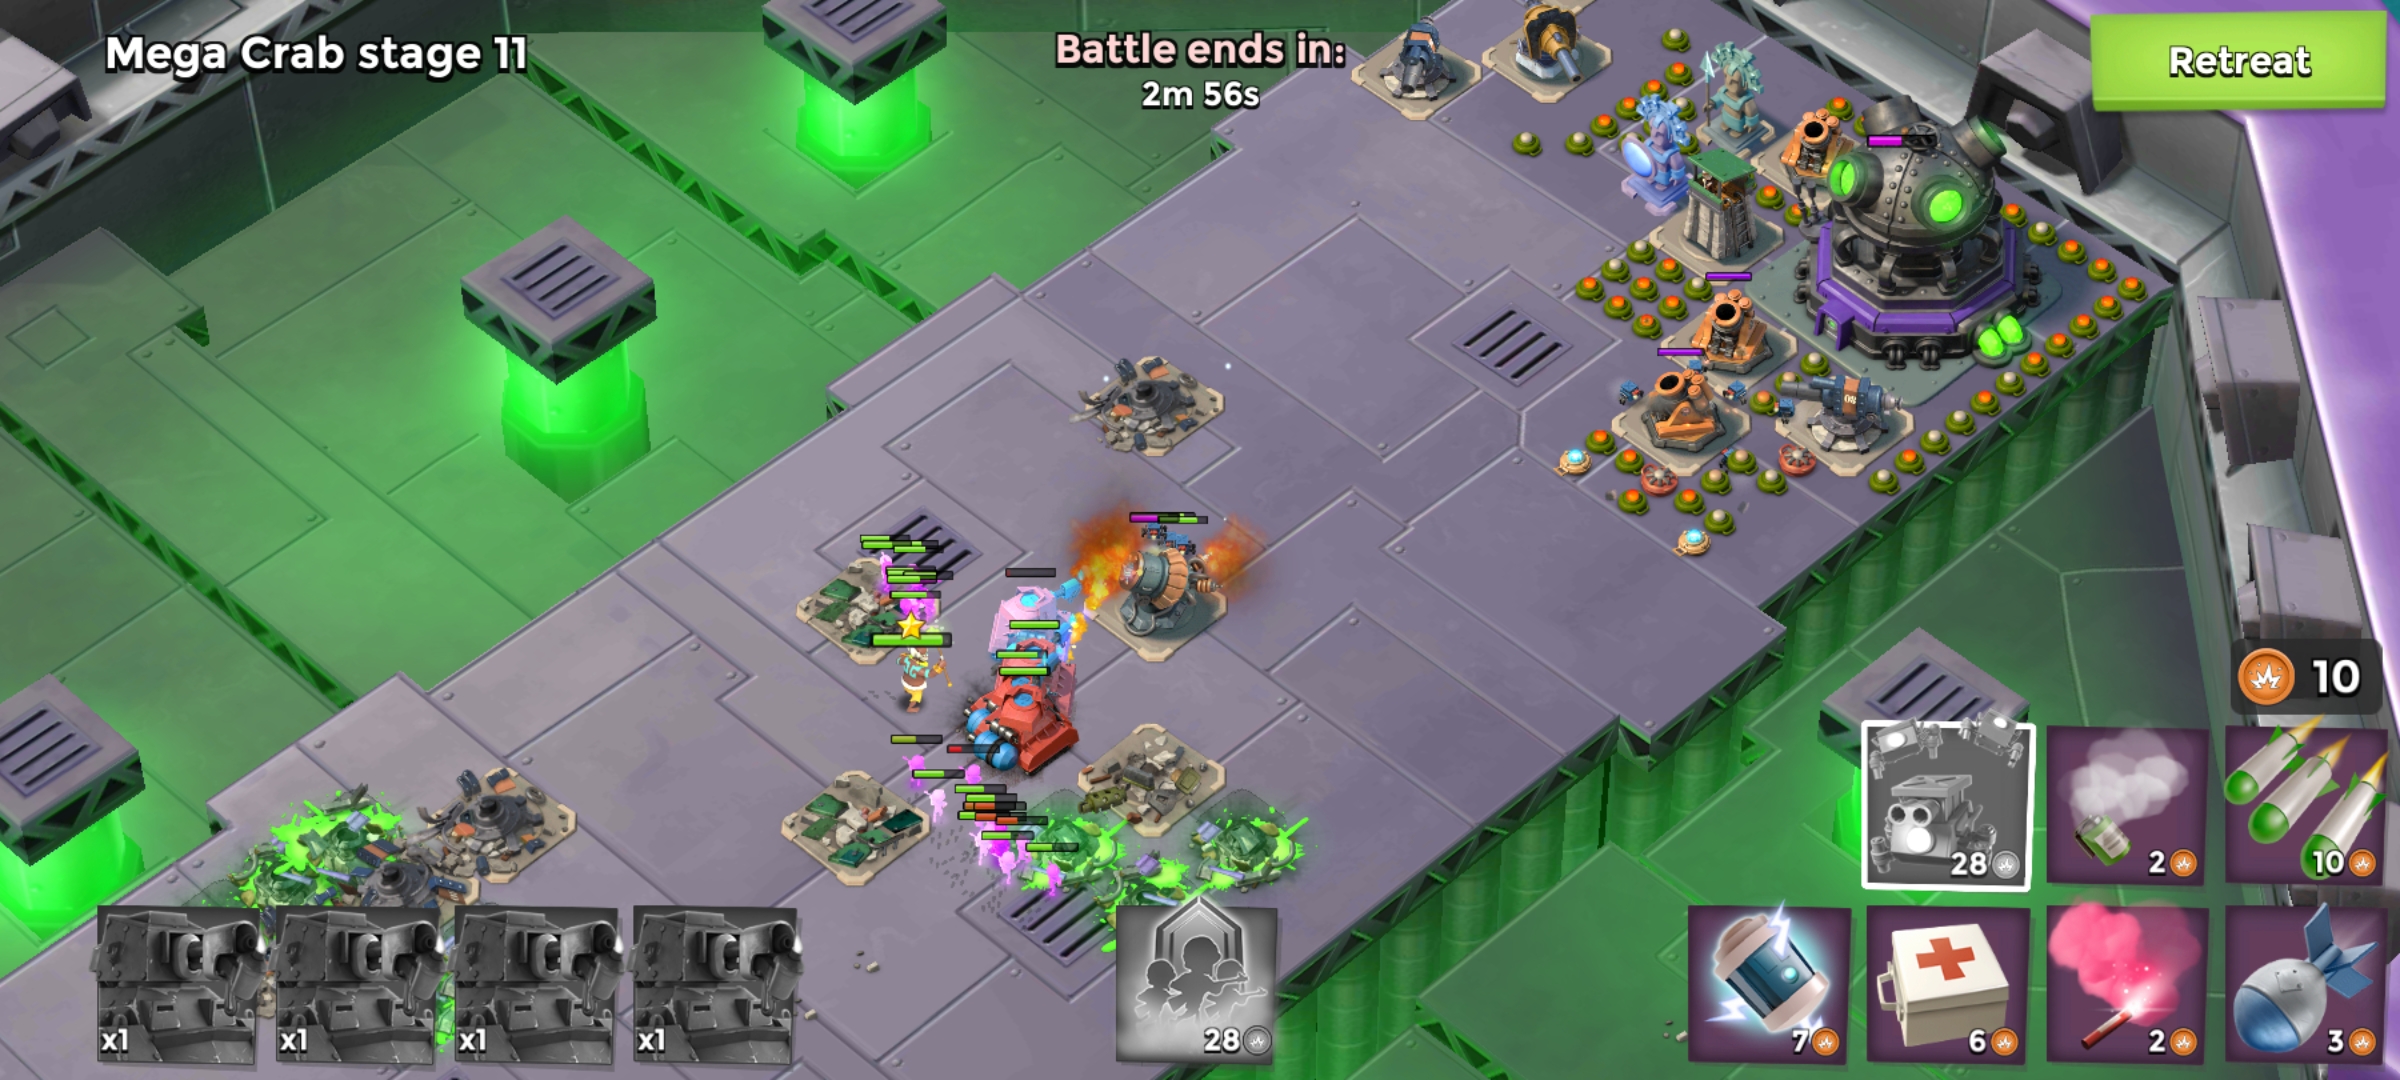 Mega Crab stage 11
Battle ends in:
2m 56s
Retreat
10
28
2
10
x1
x1
x1
x1
28
7
6
2
3